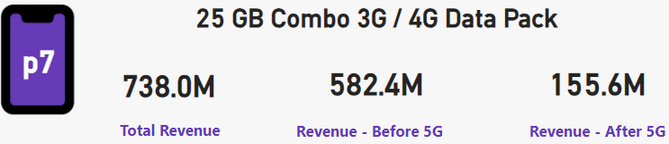 25 GB Combo 3G / 4G Data Pack
p7
738.0M 582.4M 155.6M
Total Revenue Revenue - Before 5G Revenue - After 5G